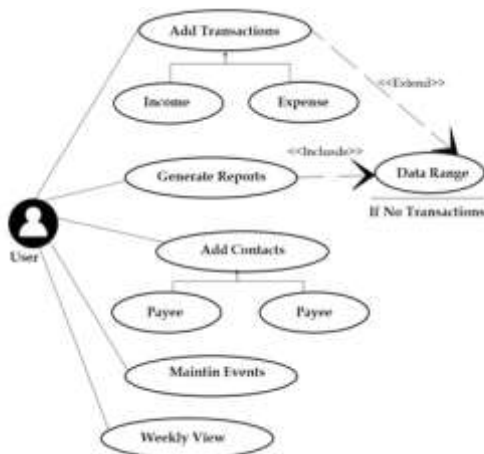 Add Transactions
<<Extend>>
Income
Expense
<<Include>>
Generate Reports
Data Range
If No Transactions
User
Add Contacts
Payee
Payee
Maintin Events
Weekly View